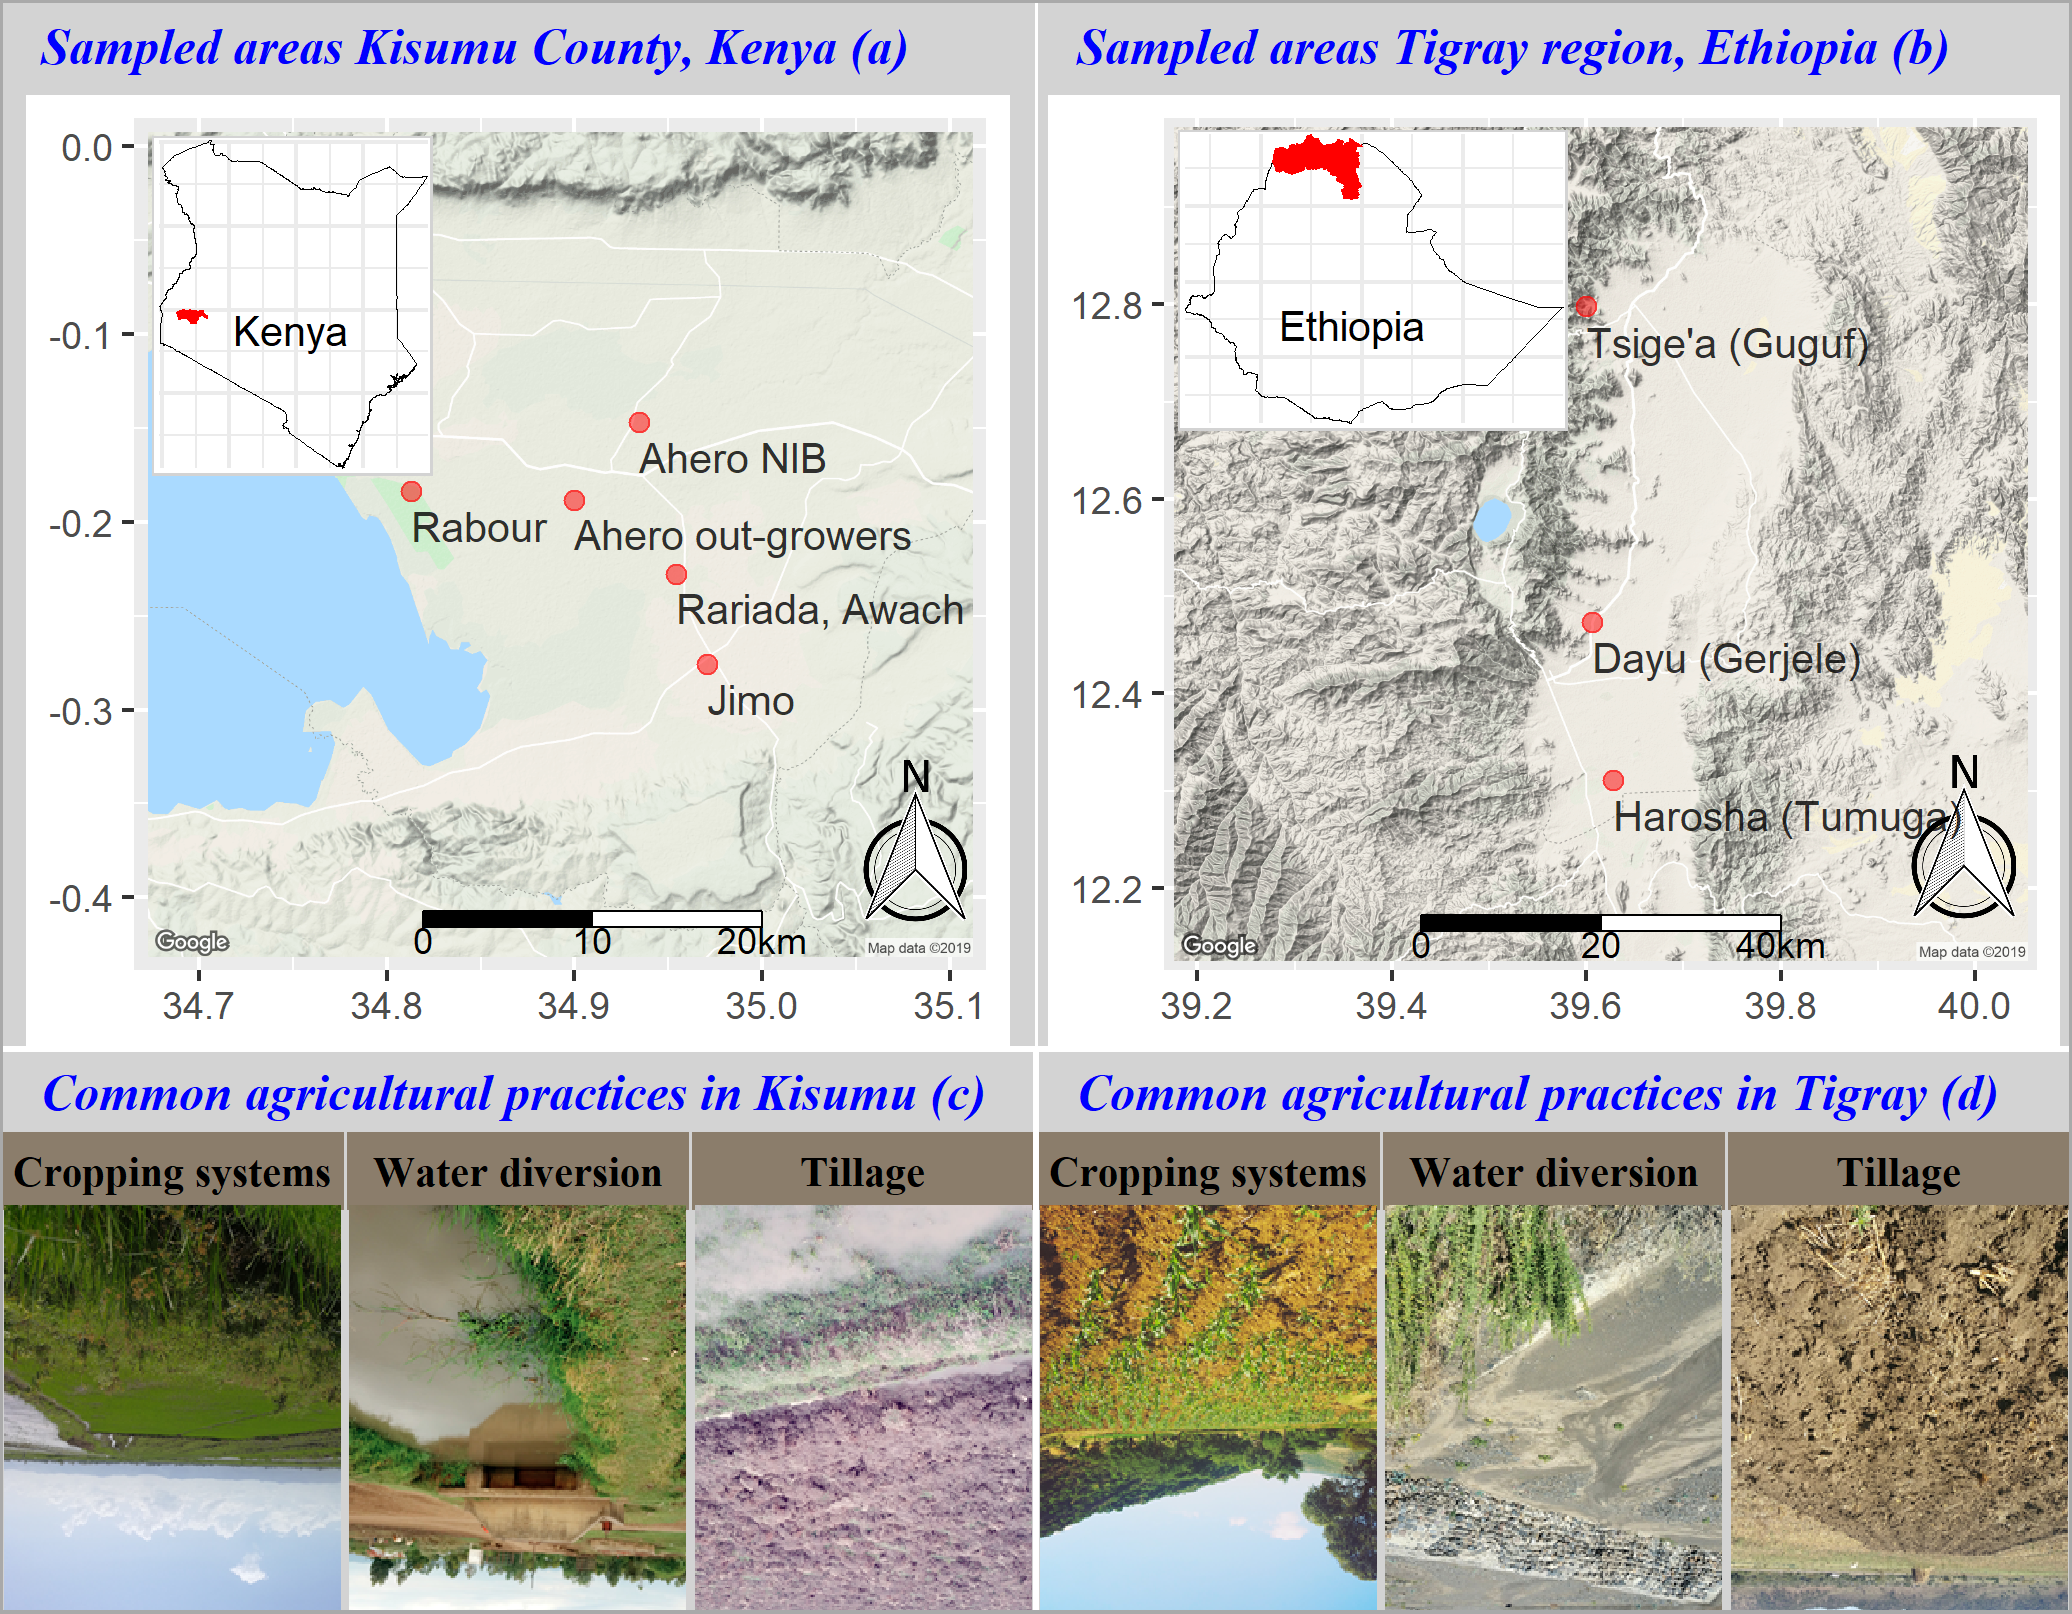 Sampled areas Kisumu County, Kenya (a)
0.0
-0.1
-0.2
-0.3
-0.4
Kenya
Ahero NIB
Rabour
Ahero out-growers
Rariada, Awach
Jimo
N
0 10 20km
Google
Map data ©2019
34.7 34.8 34.9 35.0 35.1
Sampled areas Tigray region, Ethiopia (b)
12.8
12.6
12.4
12.2
Ethiopia
Tsige'a (Guguf)
Dayu (Gerjele)
Harosha (Tumuga)
N
0 20 40km
Google
Map data ©2019
39.2 39.4 39.6 39.8 40.0
Common agricultural practices in Kisumu (c)
Cropping systems Water diversion Tillage
Common agricultural practices in Tigray (d)
Cropping systems Water diversion Tillage